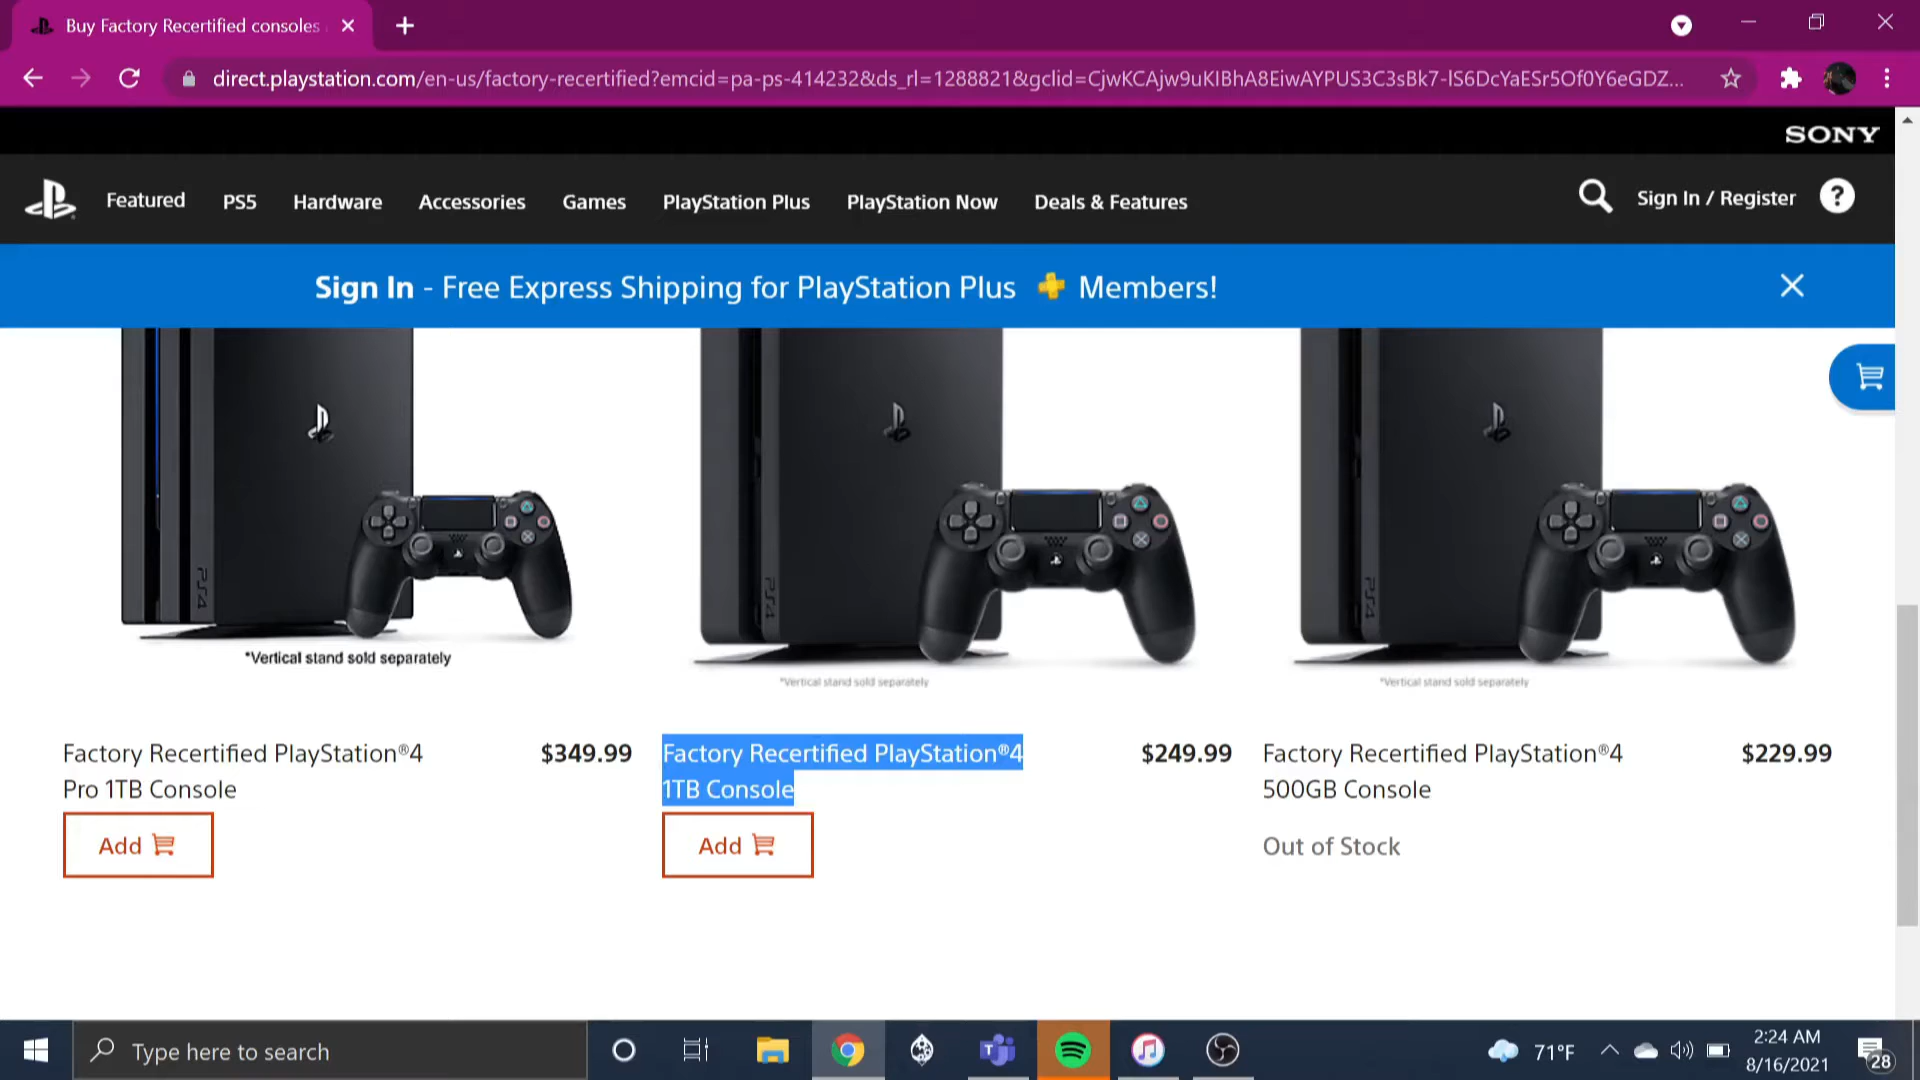 Buy Factory Recertified consoles
direct.playstation.com/en-us/factory-recertified?emcid=pa-ps-414232&ds_rl=1288821&gclid=CjwKCAjw9uKIBhA8EiwAYPUS3C3sBk7-lS6DcYaESr5Of0Y6eGDZ...
SONY
Featured PS5 Hardware Accessories Games PlayStation Plus PlayStation Now Deals & Features Sign In / Register ?
Sign In - Free Express Shipping for PlayStation Plus Members!
PS4
PS4
PS4
*Vertical stand sold separately
*Vertical stand sold separately
*Vertical stand sold separately
Factory Recertified PlayStation®4 $349.99
Pro 1TB Console
Add
Factory Recertified PlayStation®4 $249.99
1TB Console
Add
Factory Recertified PlayStation®4 $229.99
500GB Console
Out of Stock
Type here to search
71°F
2:24 AM
8/16/2021
28